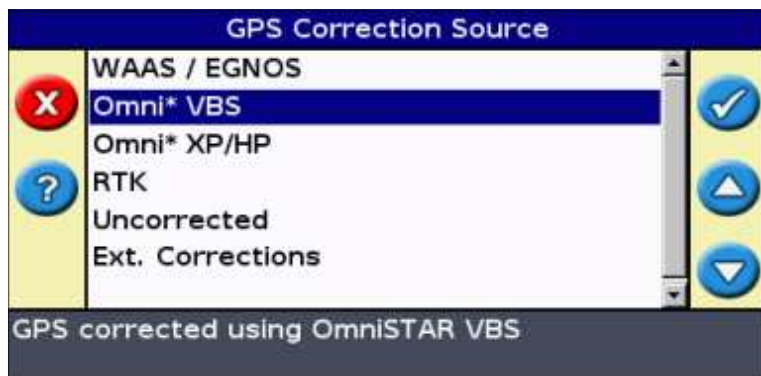 GPS Correction Source
WAAS / EGNOS
Omni* VBS
Omni* XP/HP
RTK
Uncorrected
Ext. Corrections
GPS corrected using OmniSTAR VBS